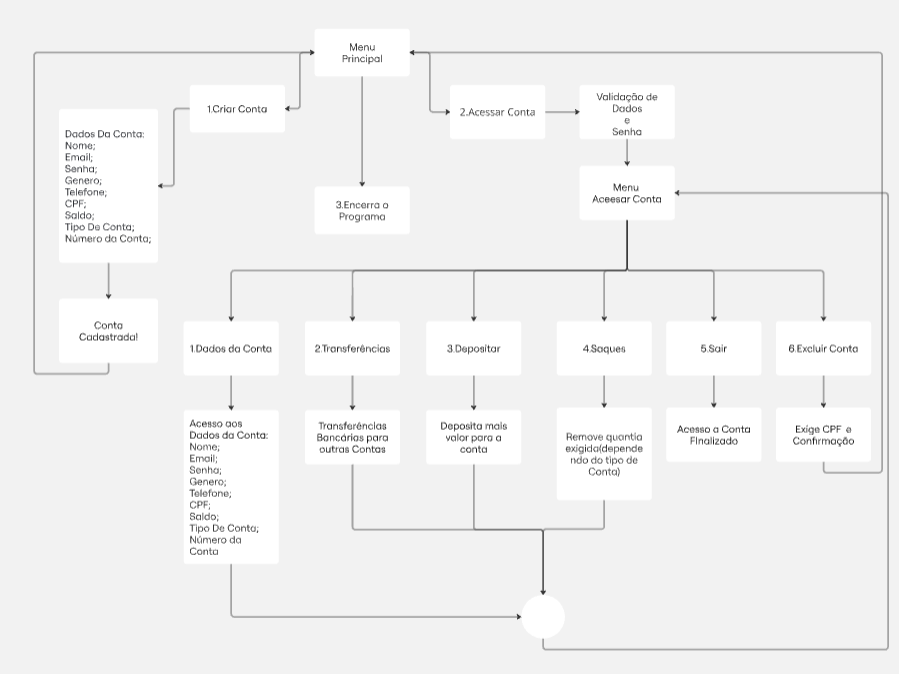 Menu
Principal
1.Criar Conta
2.Acessar Conta
Validação de
Dados
e
Senha
Dados Da Conta:
Nome;
Email;
Senha;
Genero;
Telefone;
CPF;
Saldo;
Tipo De Conta;
Número da Conta;
3.Encerra o
Programa
Menu
Aceesar Conta
Conta
Cadastrada!
1.Dados da Conta
2.Transferências
3.Depositar
4.Saques
5.Sair
6.Excluir Conta
Acesso aos
Dados da Conta:
Nome;
Email;
Senha;
Genero;
Telefone;
CPF;
Saldo;
Tipo De Conta;
Número da
Conta
Transferências
Bancárias para
outras Contas
Deposita mais
valor para a
conta
Remove quantia
exigida(depende
ndo do tipo de
Conta)
Acesso a Conta
FInalizado
Exige CPF e
Confirmação